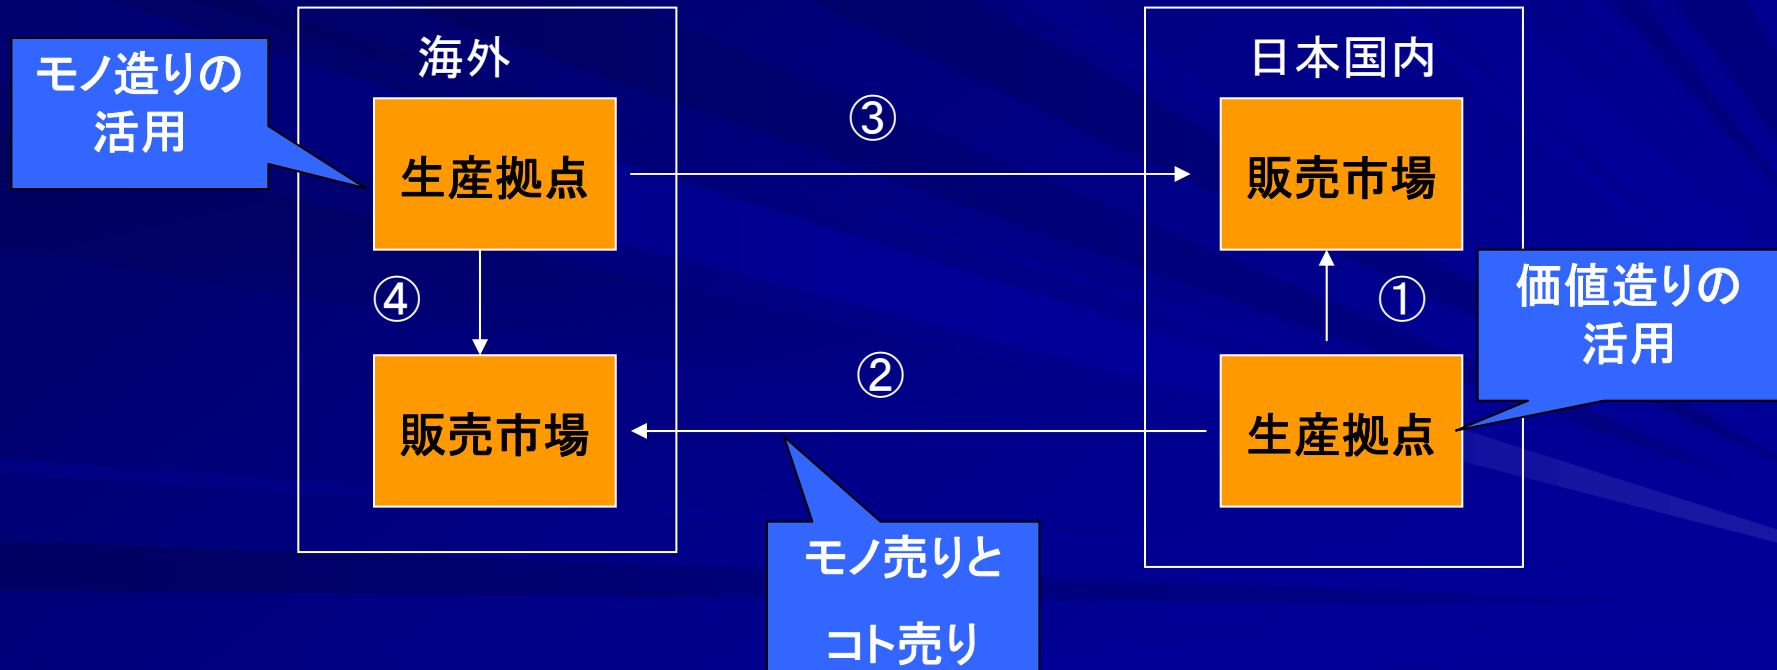 海外
日本国内
モノ造りの
活用
③
生産拠点
販売市場
④
①
価値造りの
活用
②
販売市場
生産拠点
モノ売りと
コト売り